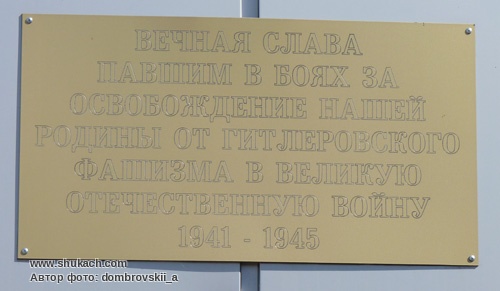 ВЕЧНАЯ СЛАВА
ПАВШИМ В БОЯХ ЗА
ОСВОБОЖДЕНИЕ НАШЕЙ
РОДИНЫ ОТ ГИТЛЕРОВСКОГО
ФАШИЗМА В ВЕЛИКУЮ
ОТЕЧЕСТВЕННУЮ ВОЙНУ
1941 - 1945
www.shukach.com
Автор фото: dombrovskii_a